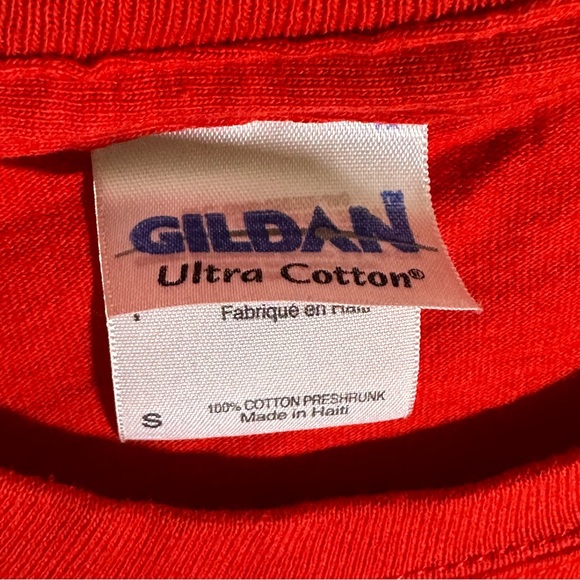 GILDAN
Ultra Cotton®
Fabriqué en Haïti
S
100% COTTON PRESHRUNK
Made in Haiti